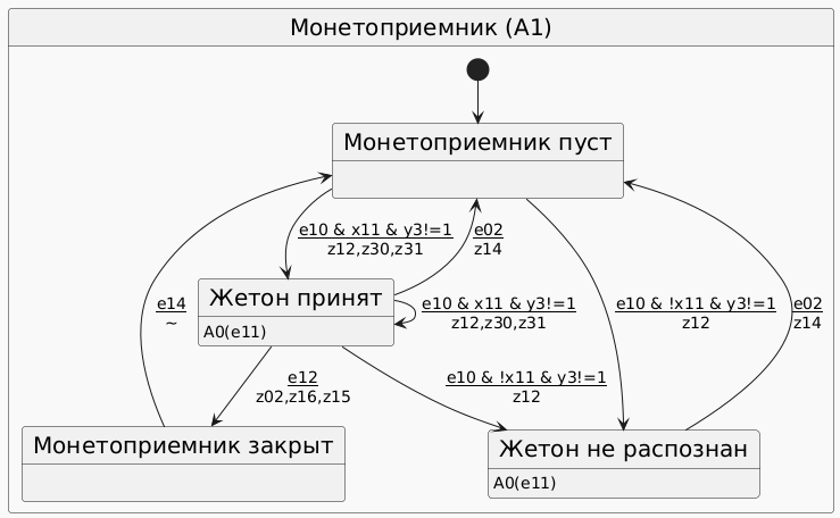 Монетоприемник (A1)
Монетоприемник пуст
e10 & x11 & y3!=1
z12,z30,z31
e02
z14
Жетон принят
A0(e11)
e10 & x11 & y3!=1
z12,z30,z31
e10 & !x11 & y3!=1
z12
e02
z14
e14
~
e12
z02,z16,z15
e10 & !x11 & y3!=1
z12
Монетоприемник закрыт
Жетон не распознан
A0(e11)